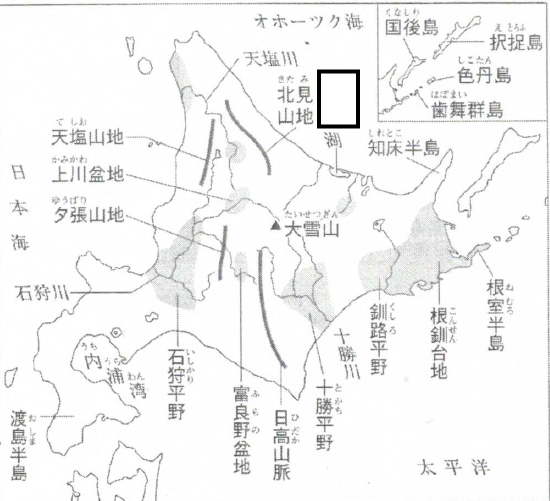 オホーツク海
くなしり
国後島
えとろふ
択捉島
しこたん
色丹島
はぼまい
歯舞群島
天塩川
きたみ
北見
山地
湖
しれとこ
知床半島
てしお
天塩山地
かみかわ
上川盆地
ゆうばり
夕張山地
日本海
たいせつざん
▲大雪山
石狩川
うち うら わん
内浦湾
おしま
渡島半島
いしかり
石狩平野
ふらの
富良野盆地
ひだか
日高山脈
とかち
十勝平野
十勝川
くしろ
釧路平野
こんせん
根釧台地
ねむろ
根室半島
太平洋